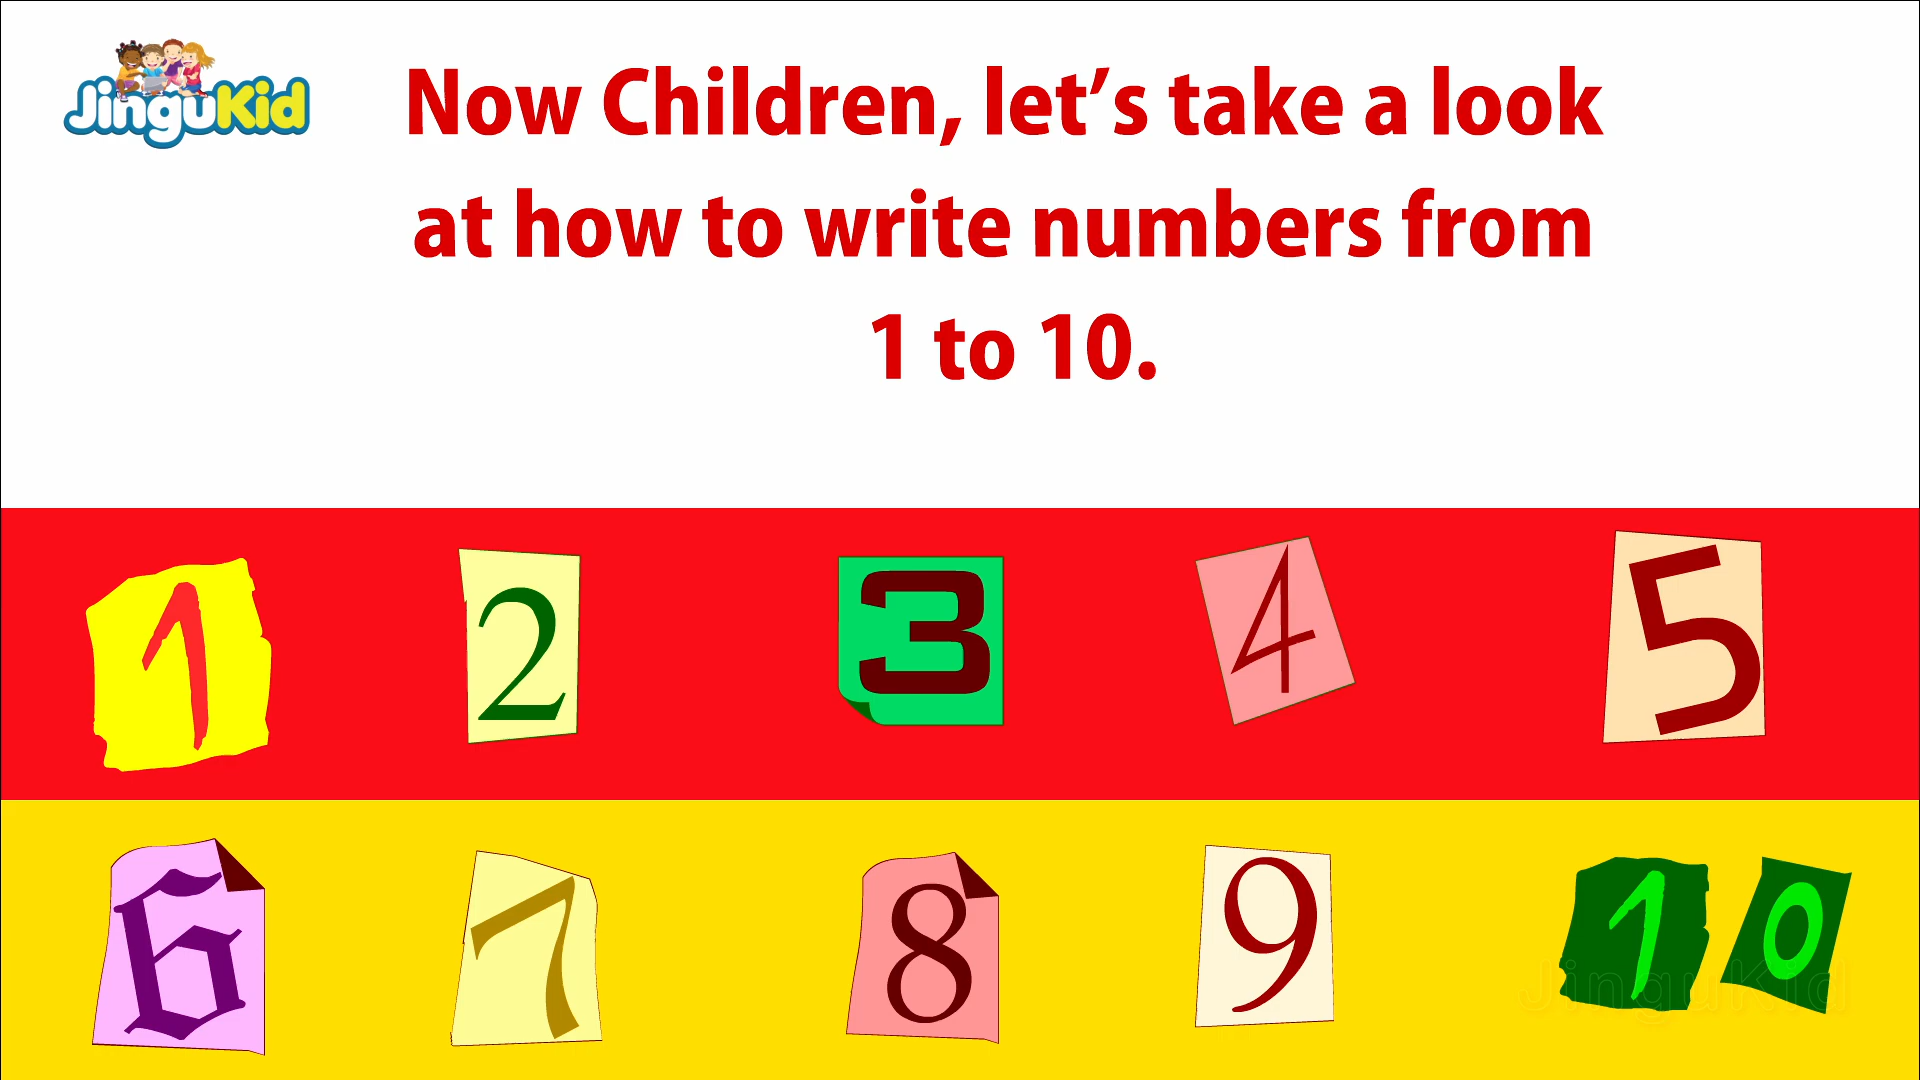 JinguKid
Now Children, let’s take a look
at how to write numbers from
1 to 10.
1 2 3 4 5
6 7 8 9 10
JinguKid